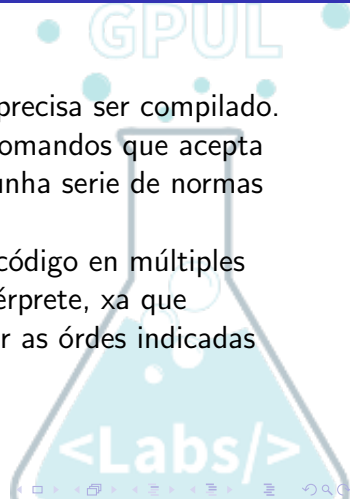 GPUL
precisa ser compilado.
omandos que acepta
unha serie de normas
código en múltiples
érprete, xa que
r as órdes indicadas
<Labs/>